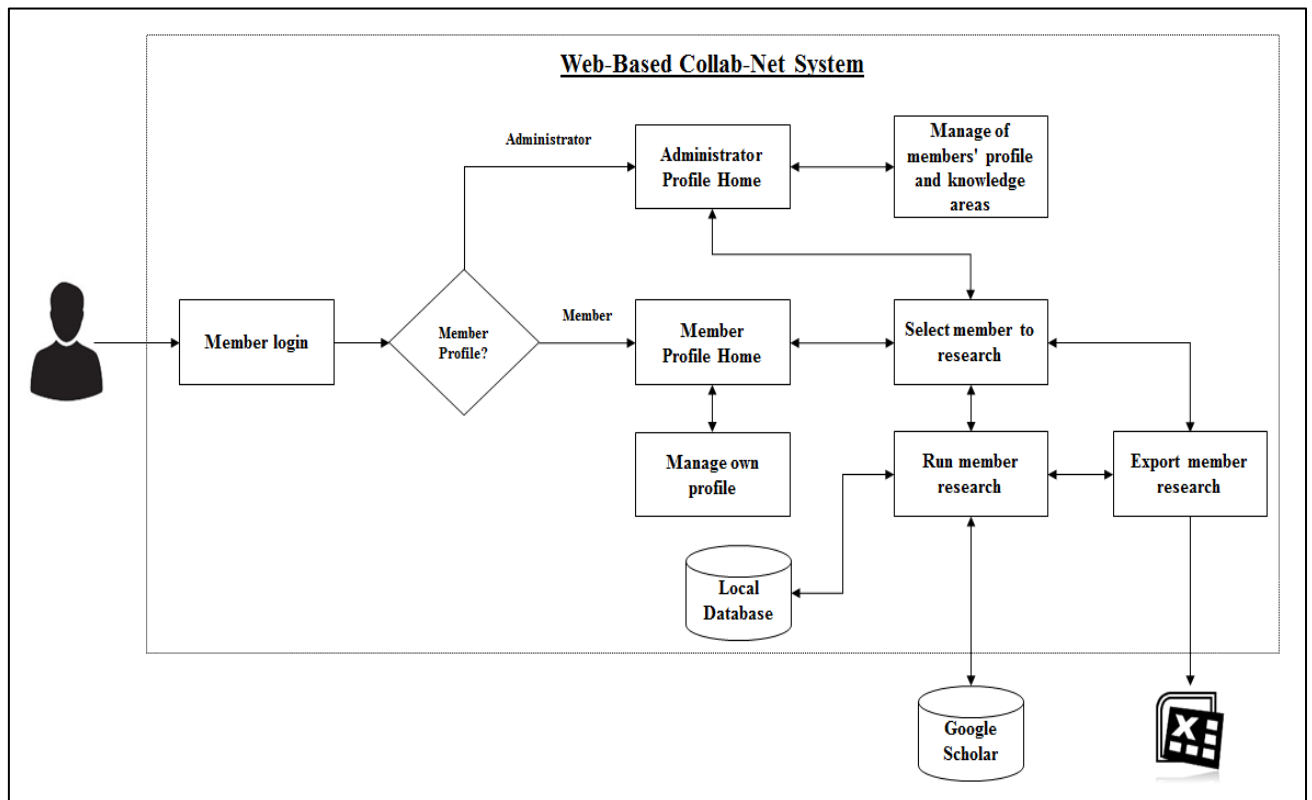 Web-Based Collab-Net System
Administrator
Administrator
Profile Home
Manage of
members' profile
and knowledge
areas
Member login
Member
Profile?
Member
Member
Profile Home
Select member to
research
Manage own
profile
Run member
research
Export member
research
Local
Database
Google
Scholar
X